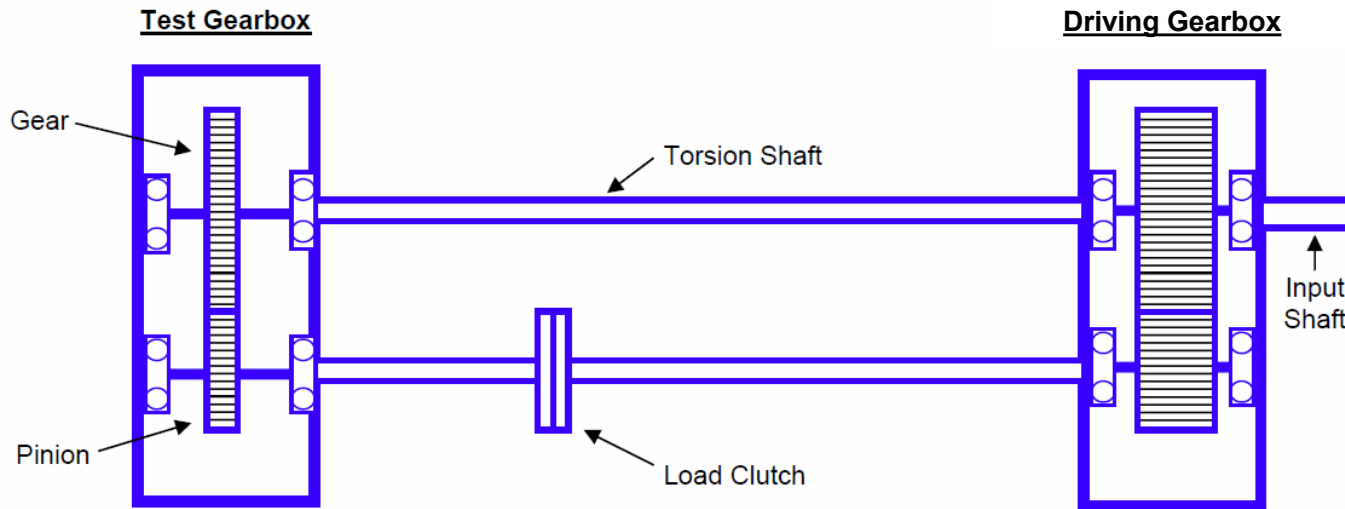 Test Gearbox
Driving Gearbox
Gear
Torsion Shaft
Input
Shaft
Pinion
Load Clutch